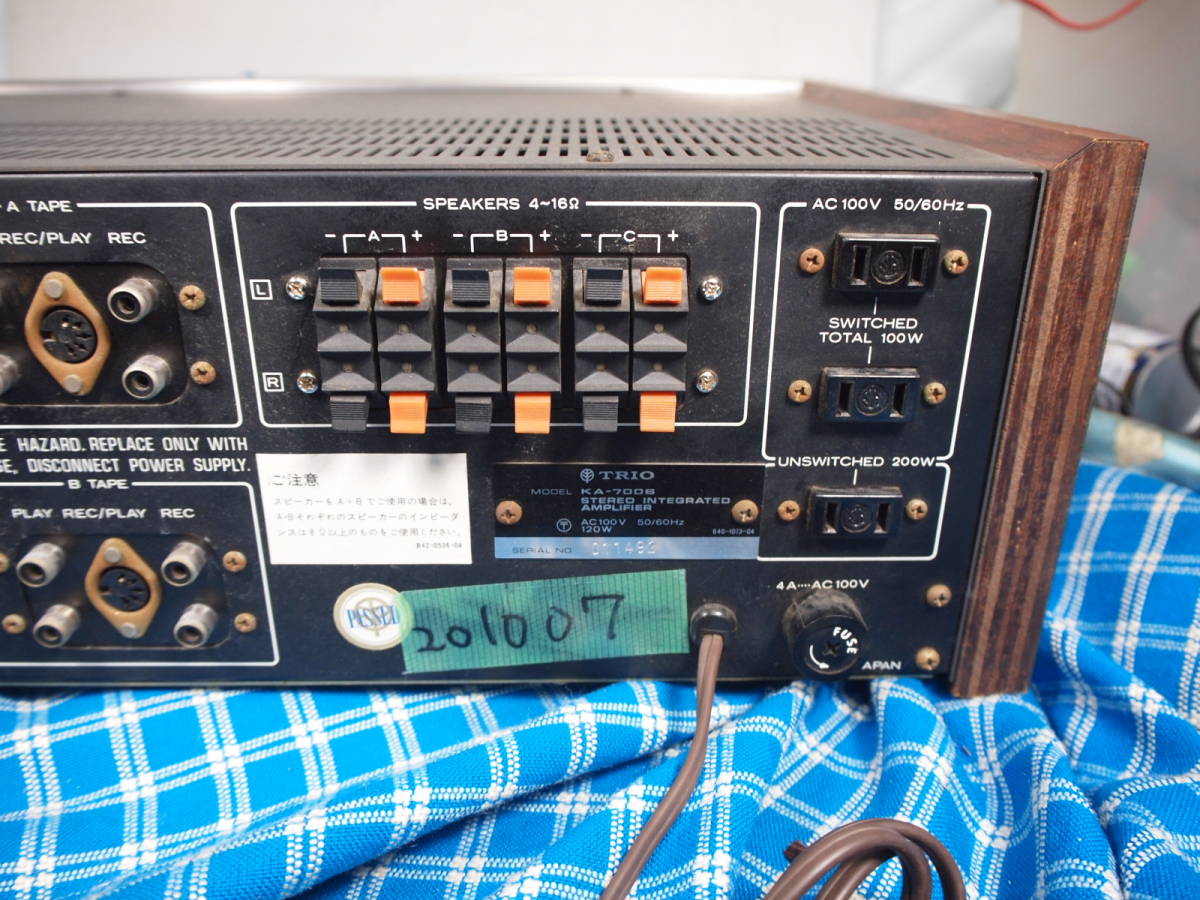 A TAPE
REC/PLAY REC
SPEAKERS 4~16Ω
- A +
- B +
- C +
L
R
AC 100V 50/60Hz
SWITCHED
TOTAL 100W
UNSWITCHED 200W
HAZARD. REPLACE ONLY WITH
DISCONNECT POWER SUPPLY.
B TAPE
PLAY REC/PLAY REC
ご注意
スピーカーをA+Bでご使用の場合は、
A・Bそれぞれのスピーカーのインピーダ
ンスは8Ω以上のものをご使用ください。
B42-0536-04
TRIO
MODEL KA-7006
STEREO INTEGRATED
AMPLIFIER
AC100V 50/60Hz
120W
B40-1073-04
SERIAL NO. 011493
PASSED
201007
4A····AC100V
FUSE
APAN